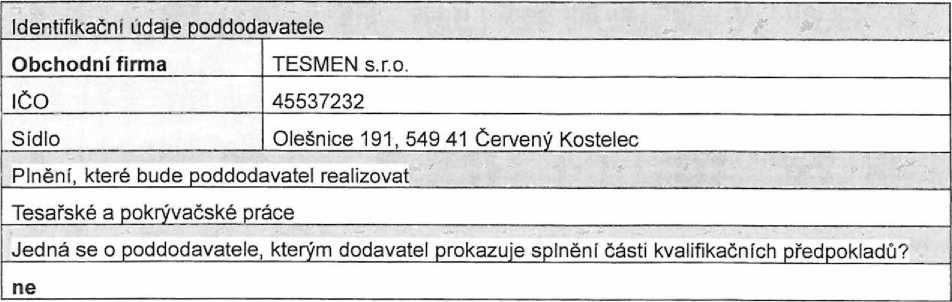 Identifikační údaje poddodavatele
Obchodní firma TESMEN s.r.o.
IČO 45537232
Sídlo Olešnice 191, 549 41 Červený Kostelec
Plnění, které bude poddodavatel realizovat
Tesařské a pokrývačské práce
Jedná se o poddodavatele, kterým dodavatel prokazuje splnění části kvalifikačních předpokladů?
ne